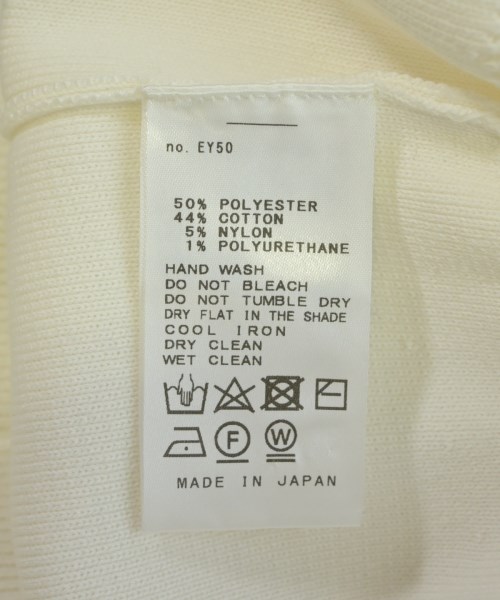 no. EY50
50% POLYESTER
44% COTTON
5% NYLON
1% POLYURETHANE
HAND WASH
DO NOT BLEACH
DO NOT TUMBLE DRY
DRY FLAT IN THE SHADE
COOL IRON
DRY CLEAN
WET CLEAN
F W
MADE IN JAPAN